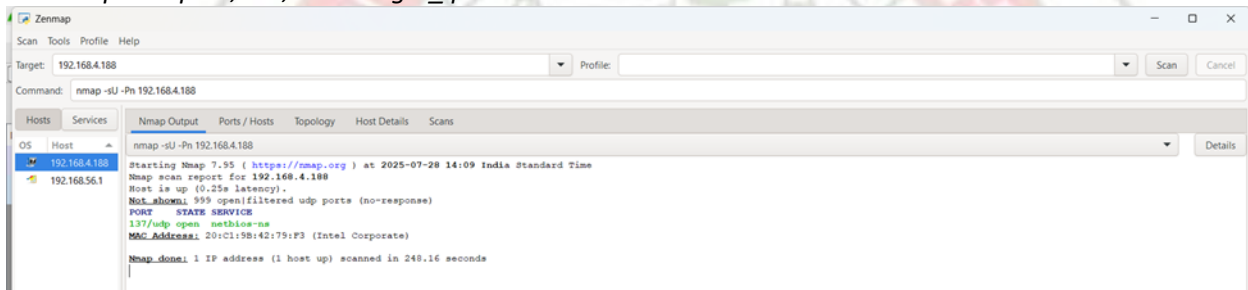 Zenmap
Scan Tools Profile Help
Target: 192.168.4.188 Profile: Scan Cancel
Command: nmap -sU -Pn 192.168.4.188
Hosts Services Nmap Output Ports / Hosts Topology Host Details Scans
OS Host nmap -sU -Pn 192.168.4.188 Details
192.168.4.188
192.168.56.1
Starting Nmap 7.95 ( https://nmap.org ) at 2025-07-28 14:09 India Standard Time
Nmap scan report for 192.168.4.188
Host is up (0.25s latency).
Not shown: 999 open|filtered udp ports (no-response)
PORT STATE SERVICE
137/udp open netbios-ns
MAC Address: 20:C1:9B:42:79:F3 (Intel Corporate)
Nmap done: 1 IP address (1 host up) scanned in 248.16 seconds